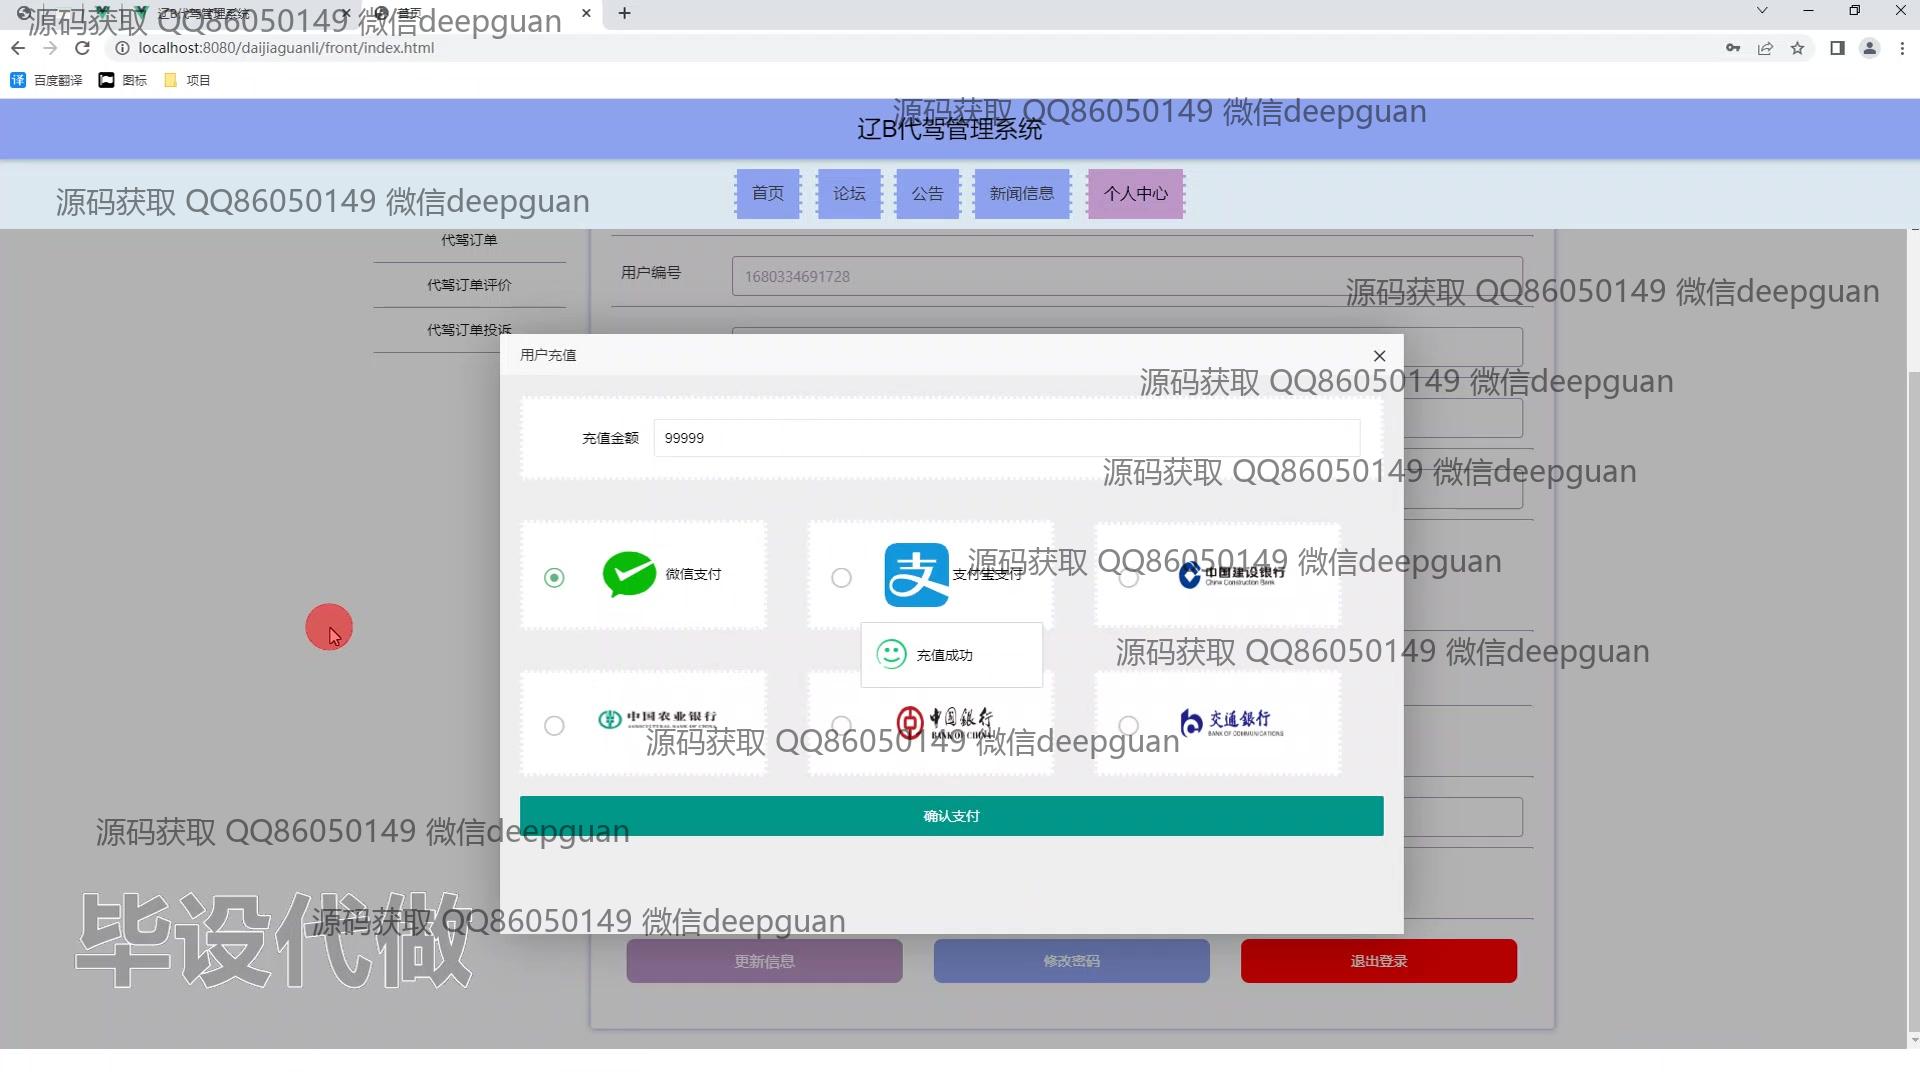 辽B代驾管理系统
首页
源码获取 QQ86050149 微信deepguan
localhost:8080/daijiaguanli/front/index.html
百度翻译
图标
项目
源码获取 QQ86050149 微信deepguan
辽B代驾管理系统
源码获取 QQ86050149 微信deepguan
首页
论坛
公告
新闻信息
个人中心
代驾订单
代驾订单评价
代驾订单投诉
用户编号
1680334691728
源码获取 QQ86050149 微信deepguan
用户充值
源码获取 QQ86050149 微信deepguan
充值金额
99999
源码获取 QQ86050149 微信deepguan
微信支付
支
支付宝支付
中国建设银行
China Construction Bank
源码获取 QQ86050149 微信deepguan
充值成功
源码获取 QQ86050149 微信deepguan
中国农业银行
AGRICULTURAL BANK OF CHINA
中国银行
BANK OF CHINA
交通银行
BANK OF COMMUNICATIONS
源码获取 QQ86050149 微信deepguan
确认支付
源码获取 QQ86050149 微信deepguan
毕设代做
源码获取 QQ86050149 微信deepguan
更新信息
修改密码
退出登录